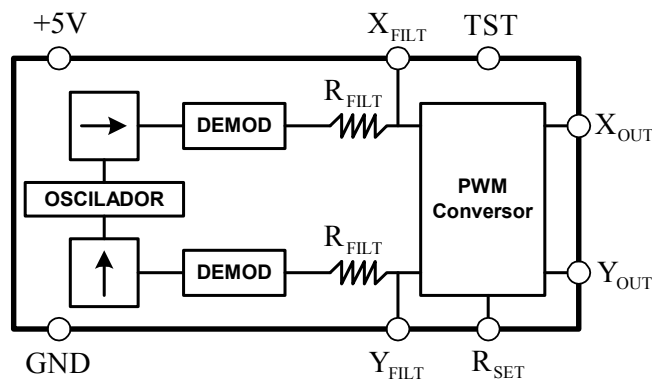 +5V
X_FILT
TST
R_FILT
DEMOD
X_OUT
OSCILADOR
PWM
Conversor
R_FILT
DEMOD
Y_OUT
GND
Y_FILT
R_SET